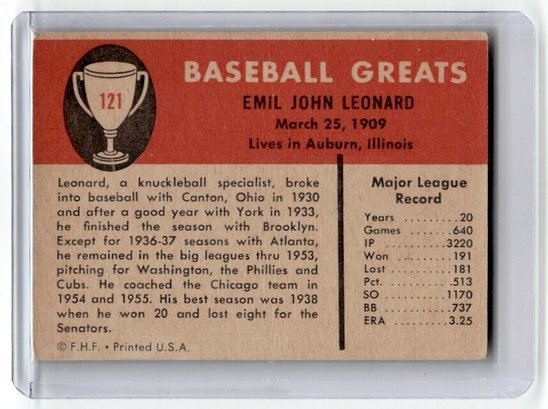 121
BASEBALL GREATS
EMIL JOHN LEONARD
March 25, 1909
Lives in Auburn, Illinois
Leonard, a knuckleball specialist, broke
into baseball with Canton, Ohio in 1930
and after a good year with York in 1933,
he finished the season with Brooklyn.
Except for 1936-37 seasons with Atlanta,
he remained in the big leagues thru 1953,
pitching for Washington, the Phillies and
Cubs. He coached the Chicago team in
1954 and 1955. His best season was 1938
when he won 20 and lost eight for the
Senators.
© F.H.F. • Printed U.S.A.
Major League
Record
Years ........ 20
Games ...... 640
IP .......... 3220
Won ........ 191
Lost ......... 181
Pct. ......... .513
SO ......... 1170
BB .......... 737
ERA ........ 3.25